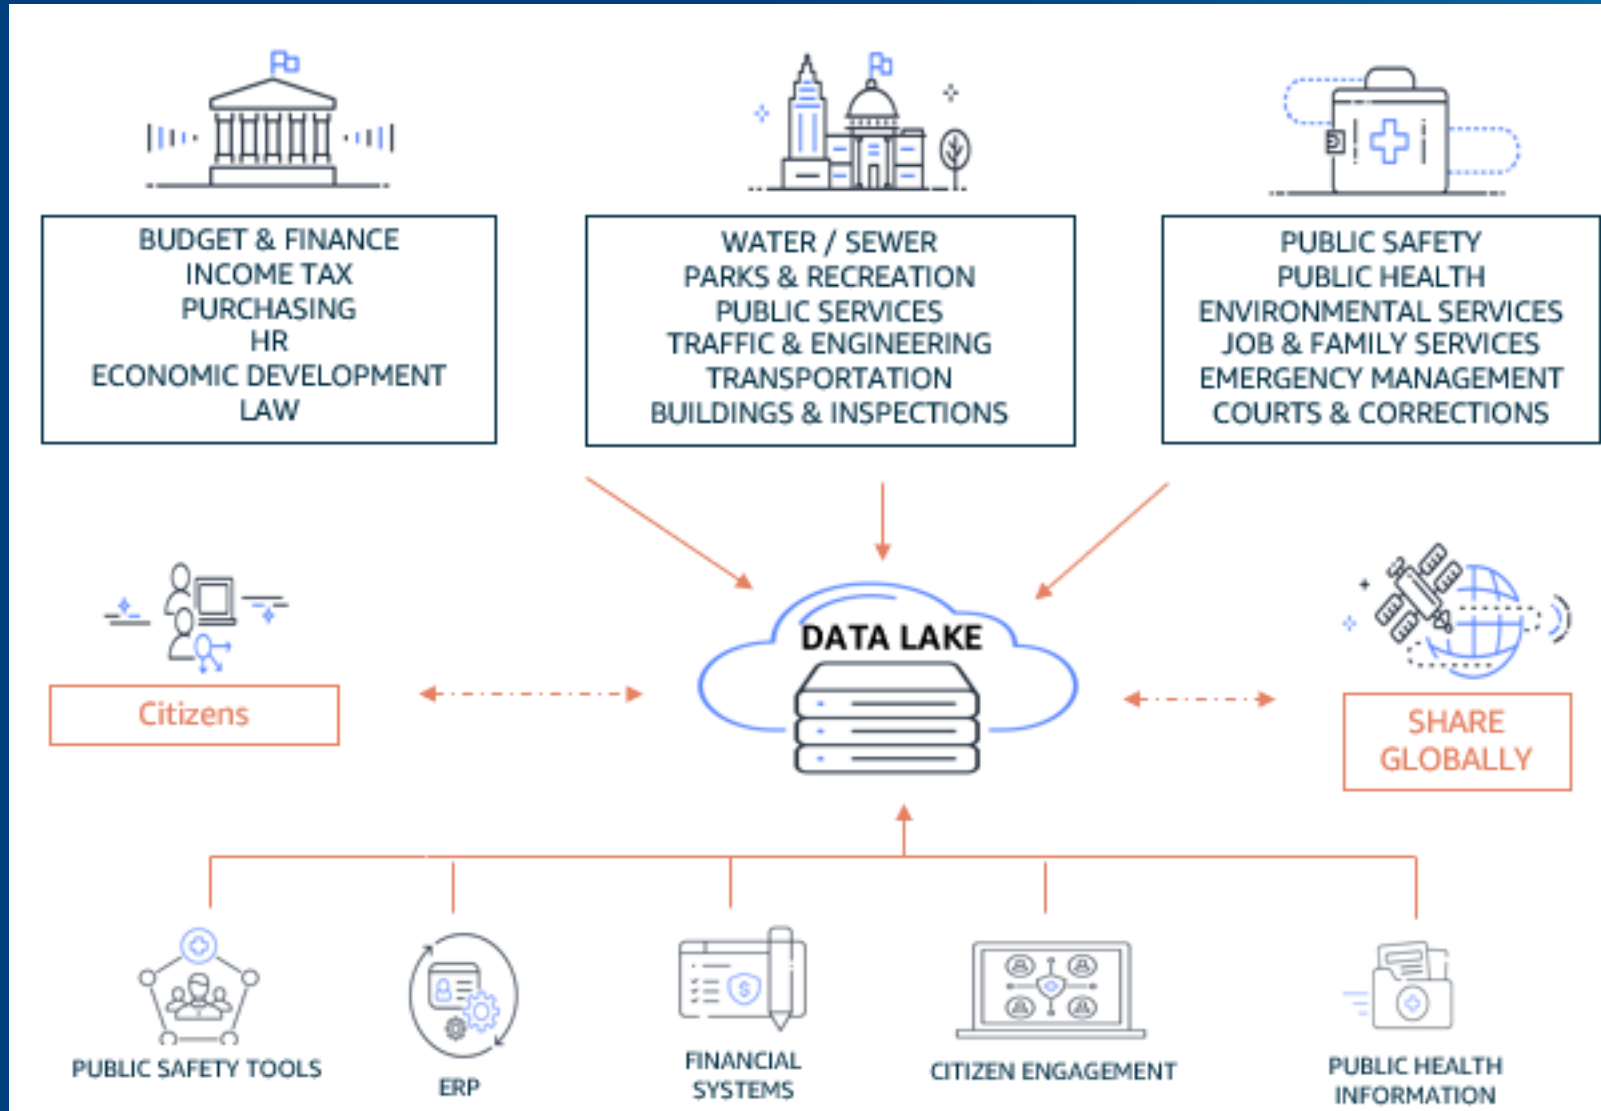 BUDGET & FINANCE
INCOME TAX
PURCHASING
HR
ECONOMIC DEVELOPMENT
LAW
WATER / SEWER
PARKS & RECREATION
PUBLIC SERVICES
TRAFFIC & ENGINEERING
TRANSPORTATION
BUILDINGS & INSPECTIONS
PUBLIC SAFETY
PUBLIC HEALTH
ENVIRONMENTAL SERVICES
JOB & FAMILY SERVICES
EMERGENCY MANAGEMENT
COURTS & CORRECTIONS
Citizens
DATA LAKE
SHARE
GLOBALLY
PUBLIC SAFETY TOOLS
ERP
FINANCIAL
SYSTEMS
CITIZEN ENGAGEMENT
PUBLIC HEALTH
INFORMATION